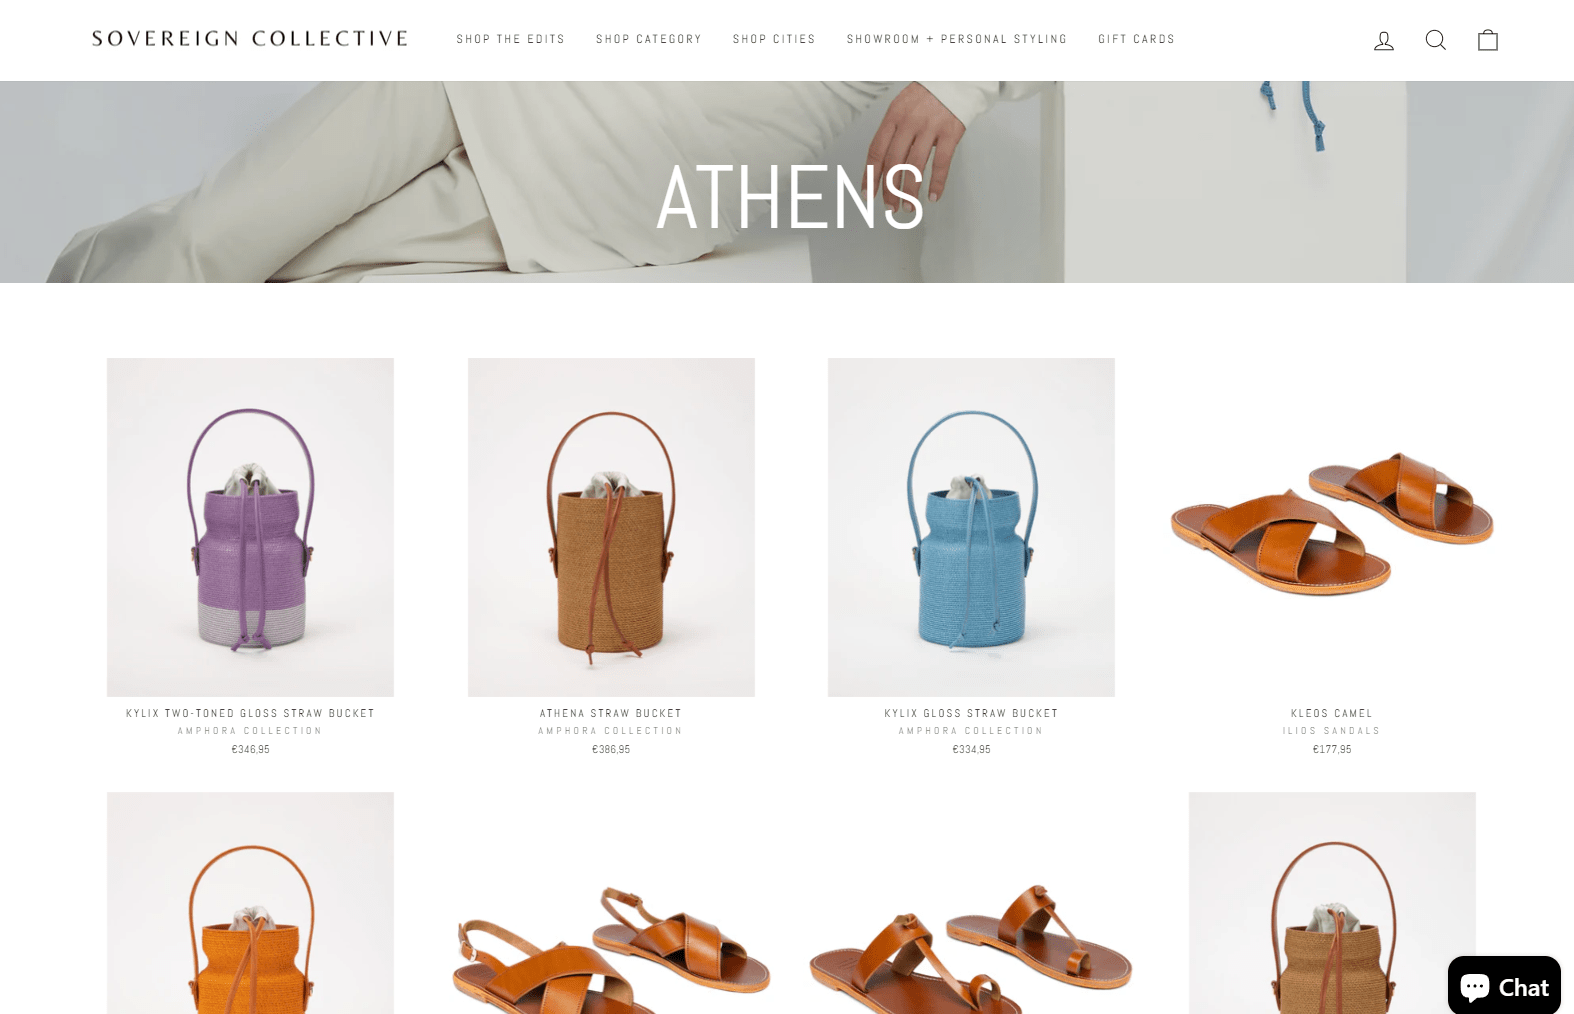 SOVEREIGN COLLECTIVE
SHOP THE EDITS
SHOP CATEGORY
SHOP CITIES
SHOWROOM + PERSONAL STYLING
GIFT CARDS
ATHENS
KYLIX TWO-TONED GLOSS STRAW BUCKET
AMPHORA COLLECTION
€346,95
ATHENA STRAW BUCKET
AMPHORA COLLECTION
€386,95
KYLIX GLOSS STRAW BUCKET
AMPHORA COLLECTION
€334,95
KLEOS CAMEL
ILIOS SANDALS
€177,95
Chat